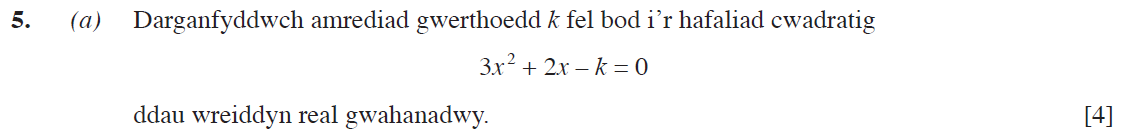 5. (a) Darganfyddwch amrediad gwerthoedd k fel bod i’r hafaliad cwadratig
3x² + 2x – k = 0
ddau wreiddyn real gwahanadwy. [4]